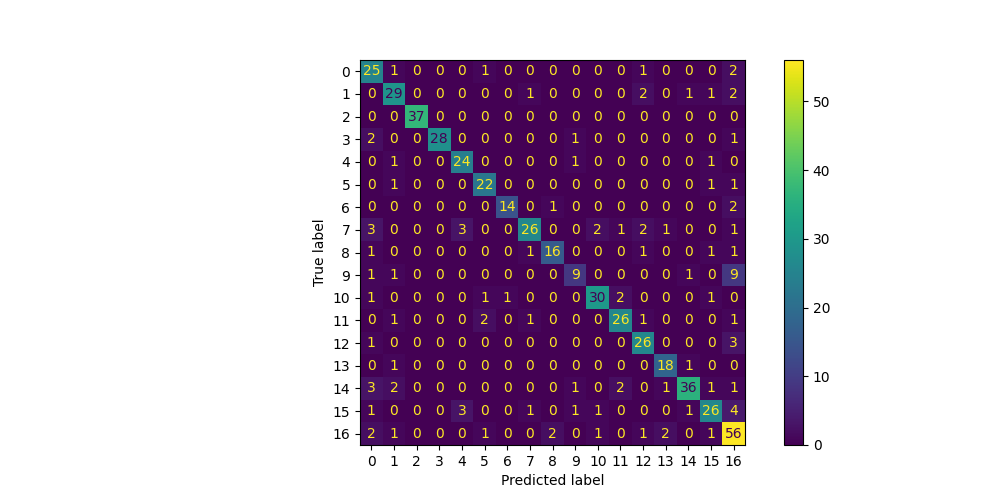 0 25 1 0 0 0 1 0 0 0 0 0 0 1 0 0 0 2
1 0 29 0 0 0 0 0 1 0 0 0 0 2 0 1 1 2
2 0 0 37 0 0 0 0 0 0 0 0 0 0 0 0 0 0
3 2 0 0 28 0 0 0 0 0 1 0 0 0 0 0 0 1
4 0 1 0 0 24 0 0 0 0 1 0 0 0 0 0 1 0
5 0 1 0 0 0 22 0 0 0 0 0 0 0 0 0 1 1
6 0 0 0 0 0 0 14 0 1 0 0 0 0 0 0 0 2
7 3 0 0 0 3 0 0 26 0 0 2 1 2 1 0 0 1
8 1 0 0 0 0 0 0 1 16 0 0 0 1 0 0 1 1
9 1 1 0 0 0 0 0 0 0 9 0 0 0 0 1 0 9
10 1 0 0 0 0 1 1 0 0 0 30 2 0 0 0 1 0
11 0 1 0 0 0 2 0 1 0 0 0 26 1 0 0 0 1
12 1 0 0 0 0 0 0 0 0 0 0 0 26 0 0 0 3
13 0 1 0 0 0 0 0 0 0 0 0 0 0 18 1 0 0
14 3 2 0 0 0 0 0 0 0 1 0 2 0 1 36 1 1
15 1 0 0 0 3 0 0 1 0 1 1 0 0 0 1 26 4
16 2 1 0 0 0 1 0 0 2 0 1 0 1 2 0 1 56
0 1 2 3 4 5 6 7 8 9 10 11 12 13 14 15 16
Predicted label
True label
50
40
30
20
10
0